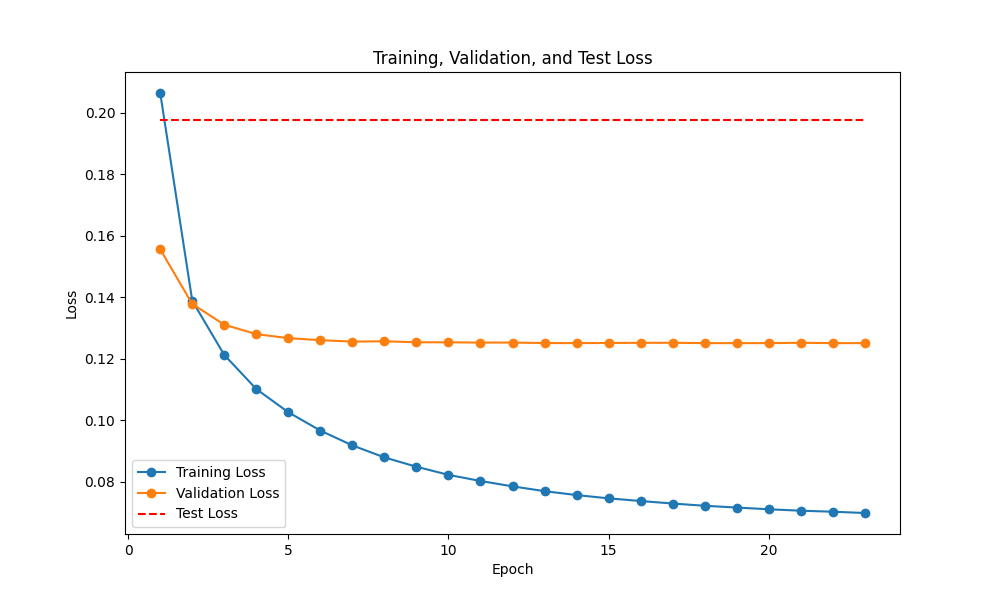 Training, Validation, and Test Loss
Loss
0.20
0.18
0.16
0.14
0.12
0.10
0.08
Training Loss
Validation Loss
Test Loss
0 5 10 15 20
Epoch